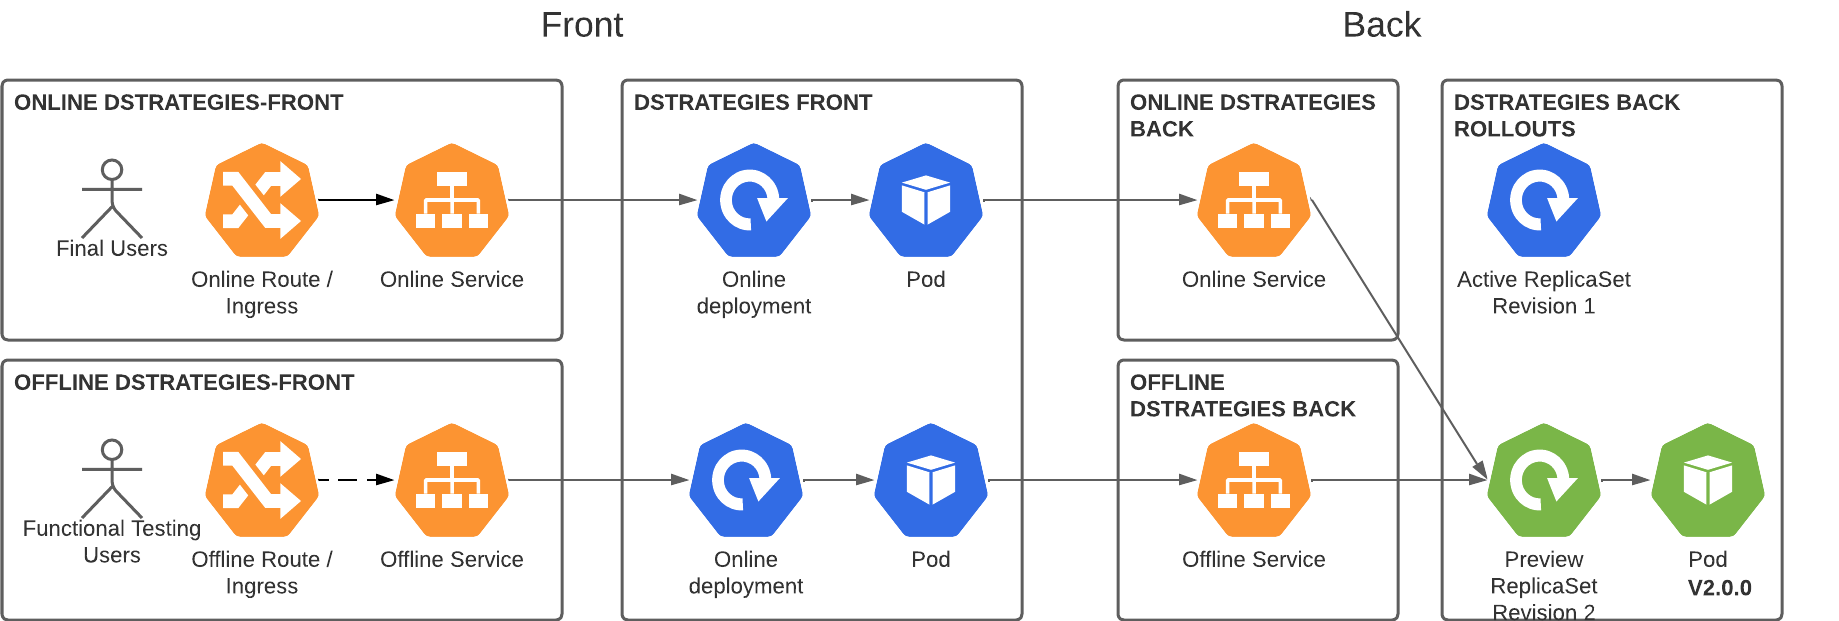 Front
Back
ONLINE DSTRATEGIES-FRONT
Final Users
Online Route /
Ingress
Online Service
DSTRATEGIES FRONT
Online
deployment
Pod
ONLINE DSTRATEGIES
BACK
Online Service
DSTRATEGIES BACK
ROLLOUTS
Active ReplicaSet
Revision 1
OFFLINE DSTRATEGIES-FRONT
Functional Testing
Users
Offline Route /
Ingress
Offline Service
Online
deployment
Pod
OFFLINE
DSTRATEGIES BACK
Offline Service
Preview
ReplicaSet
Revision 2
Pod
V2.0.0